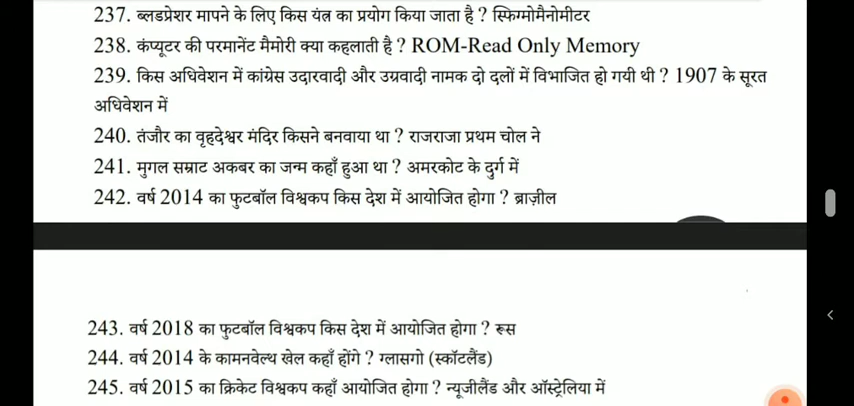 237. ब्लडप्रेशर मापने के लिए किस यंत्र का प्रयोग किया जाता है ? स्फिग्मोमैनोमीटर
238. कंप्यूटर की परमानेंट मैमोरी क्या कहलाती है ? ROM-Read Only Memory
239. किस अधिवेशन में कांग्रेस उदारवादी और उग्रवादी नामक दो दलों में विभाजित हो गयी थी ? 1907 के सूरत
अधिवेशन में
240. तंजौर का वृहदेश्वर मंदिर किसने बनवाया था ? राजराजा प्रथम चोल ने
241. मुगल सम्राट अकबर का जन्म कहाँ हुआ था ? अमरकोट के दुर्ग में
242. वर्ष 2014 का फुटबॉल विश्वकप किस देश में आयोजित होगा ? ब्राज़ील
243. वर्ष 2018 का फुटबॉल विश्वकप किस देश में आयोजित होगा ? रूस
244. वर्ष 2014 के कामनवेल्थ खेल कहाँ होंगे ? ग्लासगो (स्कॉटलैंड)
245. वर्ष 2015 का क्रिकेट विश्वकप कहाँ आयोजित होगा ? न्यूजीलैंड और ऑस्ट्रेलिया में